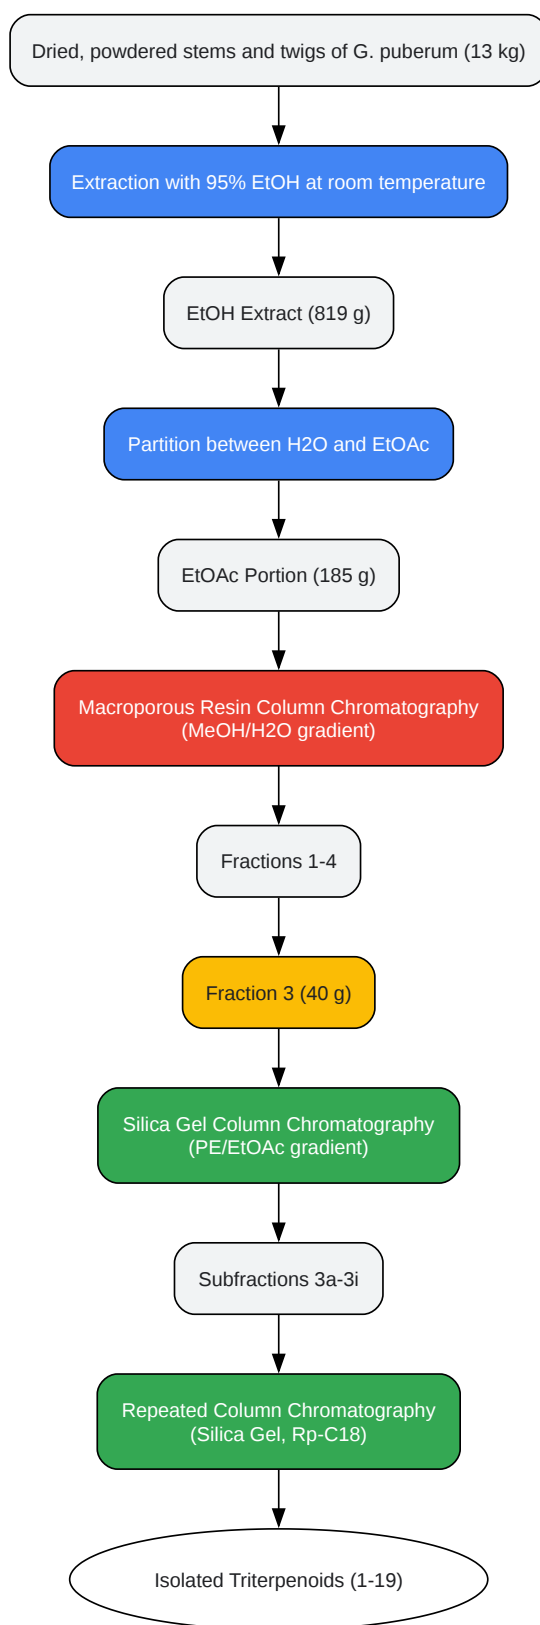 Dried, powdered stems and twigs of G. puberum (13 kg)
Extraction with 95% EtOH at room temperature
EtOH Extract (819 g)
Partition between H2O and EtOAc
EtOAc Portion (185 g)
Macroporous Resin Column Chromatography
(MeOH/H2O gradient)
Fractions 1-4
Fraction 3 (40 g)
Silica Gel Column Chromatography
(PE/EtOAc gradient)
Subfractions 3a-3i
Repeated Column Chromatography
(Silica Gel, Rp-C18)
Isolated Triterpenoids (1-19)